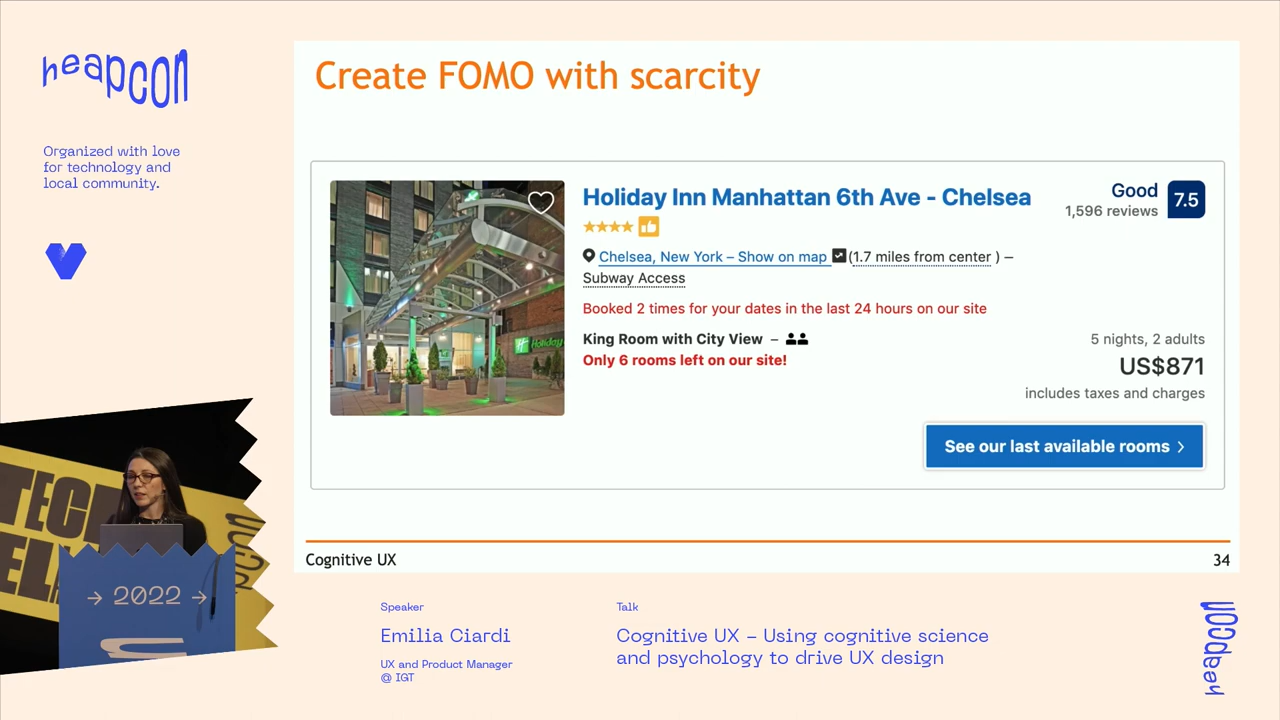 heapcon
Organized with love
for technology and
local community.
Create FOMO with scarcity
Holiday Inn Manhattan 6th Ave - Chelsea
Good
1,596 reviews
7.5
Chelsea, New York – Show on map (1.7 miles from center ) –
Subway Access
Booked 2 times for your dates in the last 24 hours on our site
King Room with City View –
Only 6 rooms left on our site!
5 nights, 2 adults
US$871
includes taxes and charges
See our last available rooms
Holiday
Cognitive UX
34
→ 2022 →
Speaker
Emilia Ciardi
UX and Product Manager
@ IGT
Talk
Cognitive UX – Using cognitive science
and psychology to drive UX design
heapcon